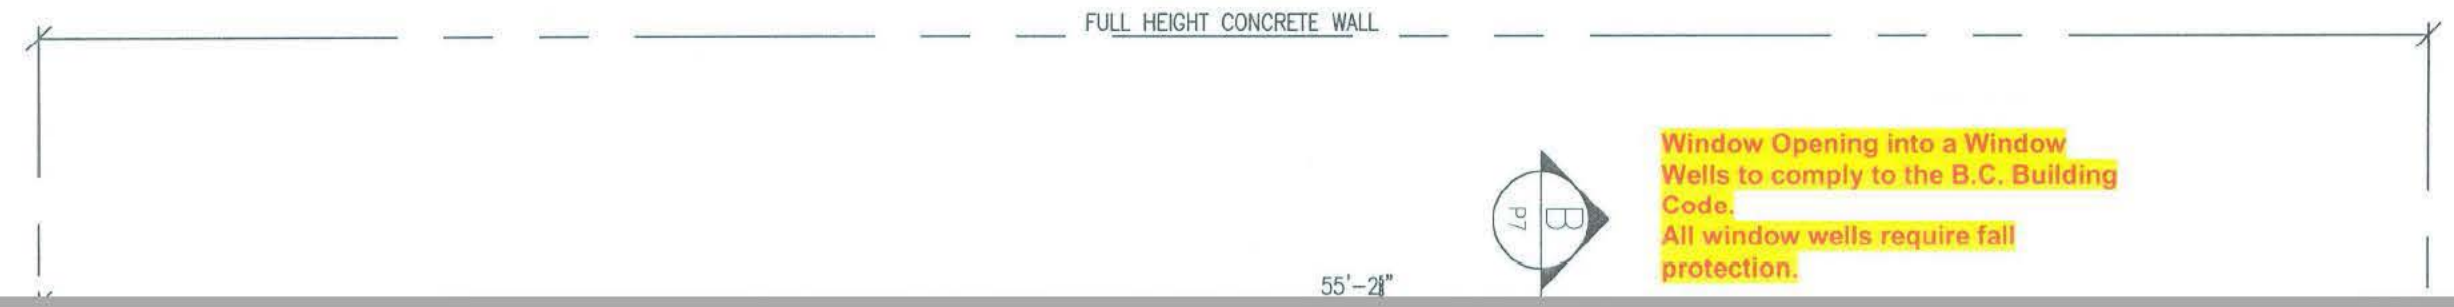 FULL HEIGHT CONCRETE WALL
Window Opening into a Window
Wells to comply to the B.C. Building
Code.
All window wells require fall
protection.
B
P7